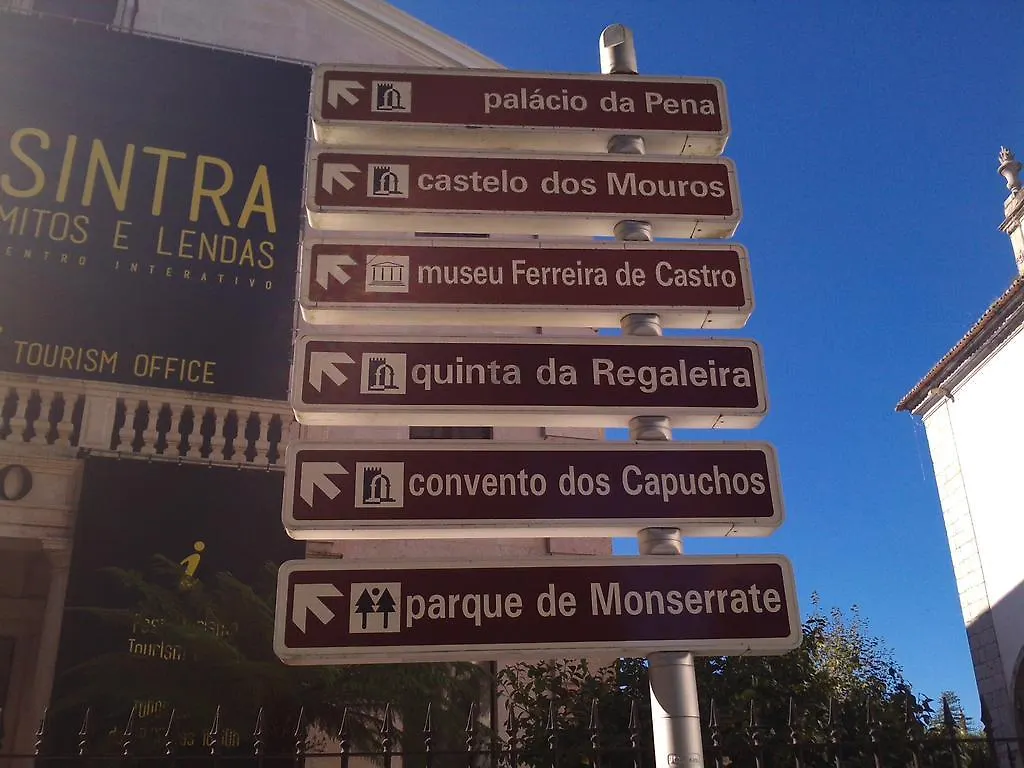 SINTRA
MITOS E LENDAS
CENTRO INTERATIVO
TOURISM OFFICE
palácio da Pena
castelo dos Mouros
museu Ferreira de Castro
quinta da Regaleira
convento dos Capuchos
parque de Monserrate
O
i